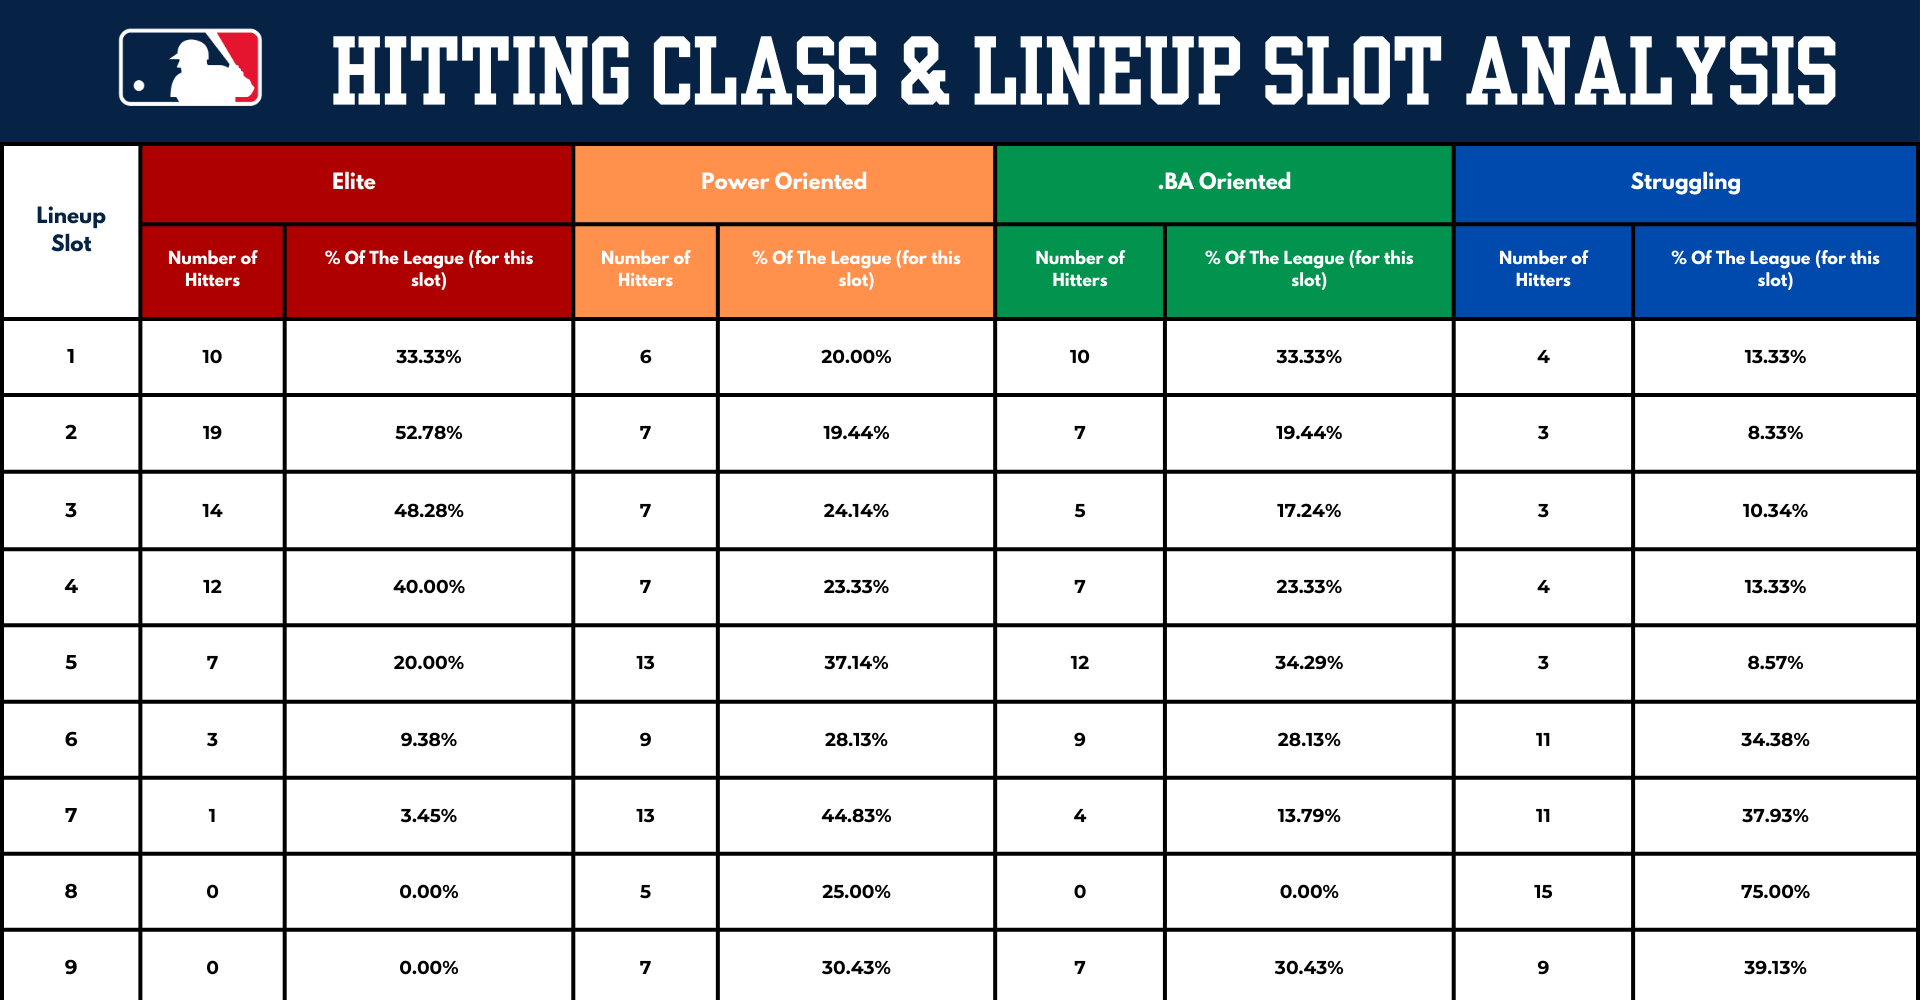 HITTING CLASS & LINEUP SLOT ANALYSIS
Lineup
Slot
Elite
Power Oriented
.BA Oriented
Struggling
Number of
Hitters
% Of The League (for this
slot)
Number of
Hitters
% Of The League (for this
slot)
Number of
Hitters
% Of The League (for this
slot)
Number of
Hitters
% Of The League (for this
slot)
1 10 33.33% 6 20.00% 10 33.33% 4 13.33%
2 19 52.78% 7 19.44% 7 19.44% 3 8.33%
3 14 48.28% 7 24.14% 5 17.24% 3 10.34%
4 12 40.00% 7 23.33% 7 23.33% 4 13.33%
5 7 20.00% 13 37.14% 12 34.29% 3 8.57%
6 3 9.38% 9 28.13% 9 28.13% 11 34.38%
7 1 3.45% 13 44.83% 4 13.79% 11 37.93%
8 0 0.00% 5 25.00% 0 0.00% 15 75.00%
9 0 0.00% 7 30.43% 7 30.43% 9 39.13%